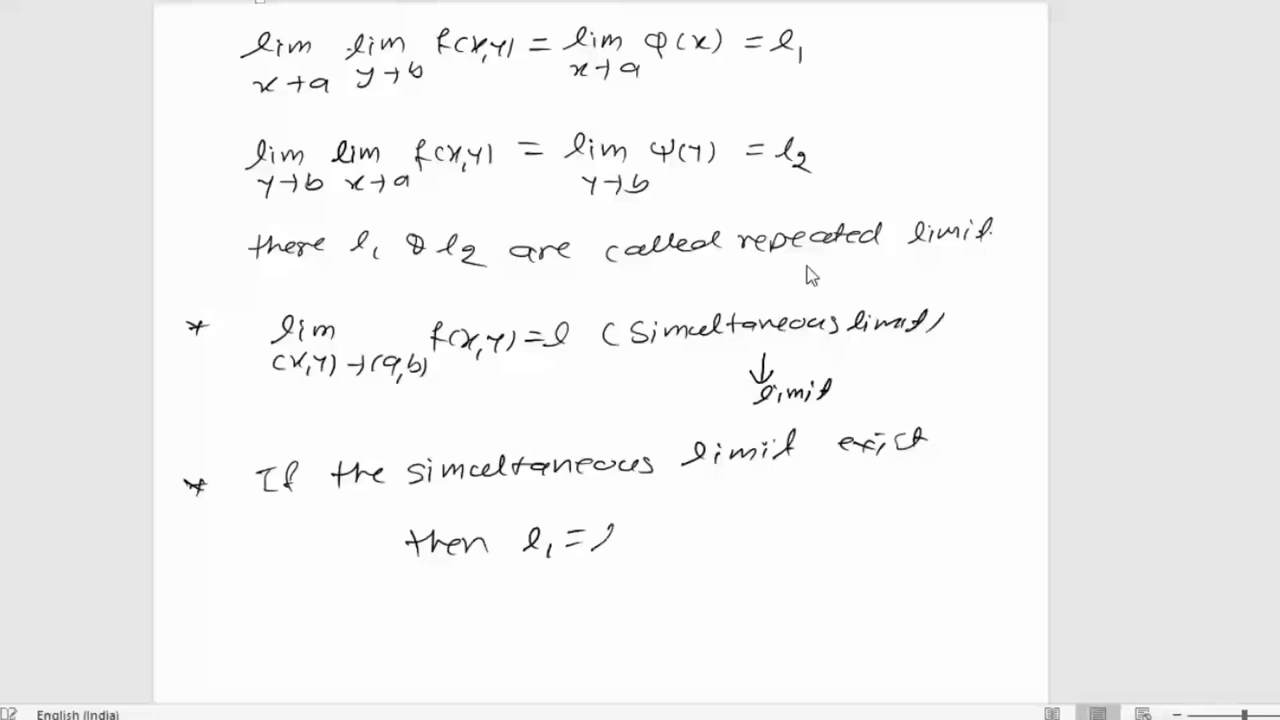 lim lim f(x,y) = lim φ(x) = l₁
x→a y→b x→a
lim lim f(x,y) = lim ψ(y) = l₂
y→b x→a y→b
these l₁ & l₂ are called repeated limit.
* lim f(x,y) = l (simultaneous limit)
(x,y)→(a,b)
↓
limit
* If the simultaneous limit exist
then l₁ =
English (India)